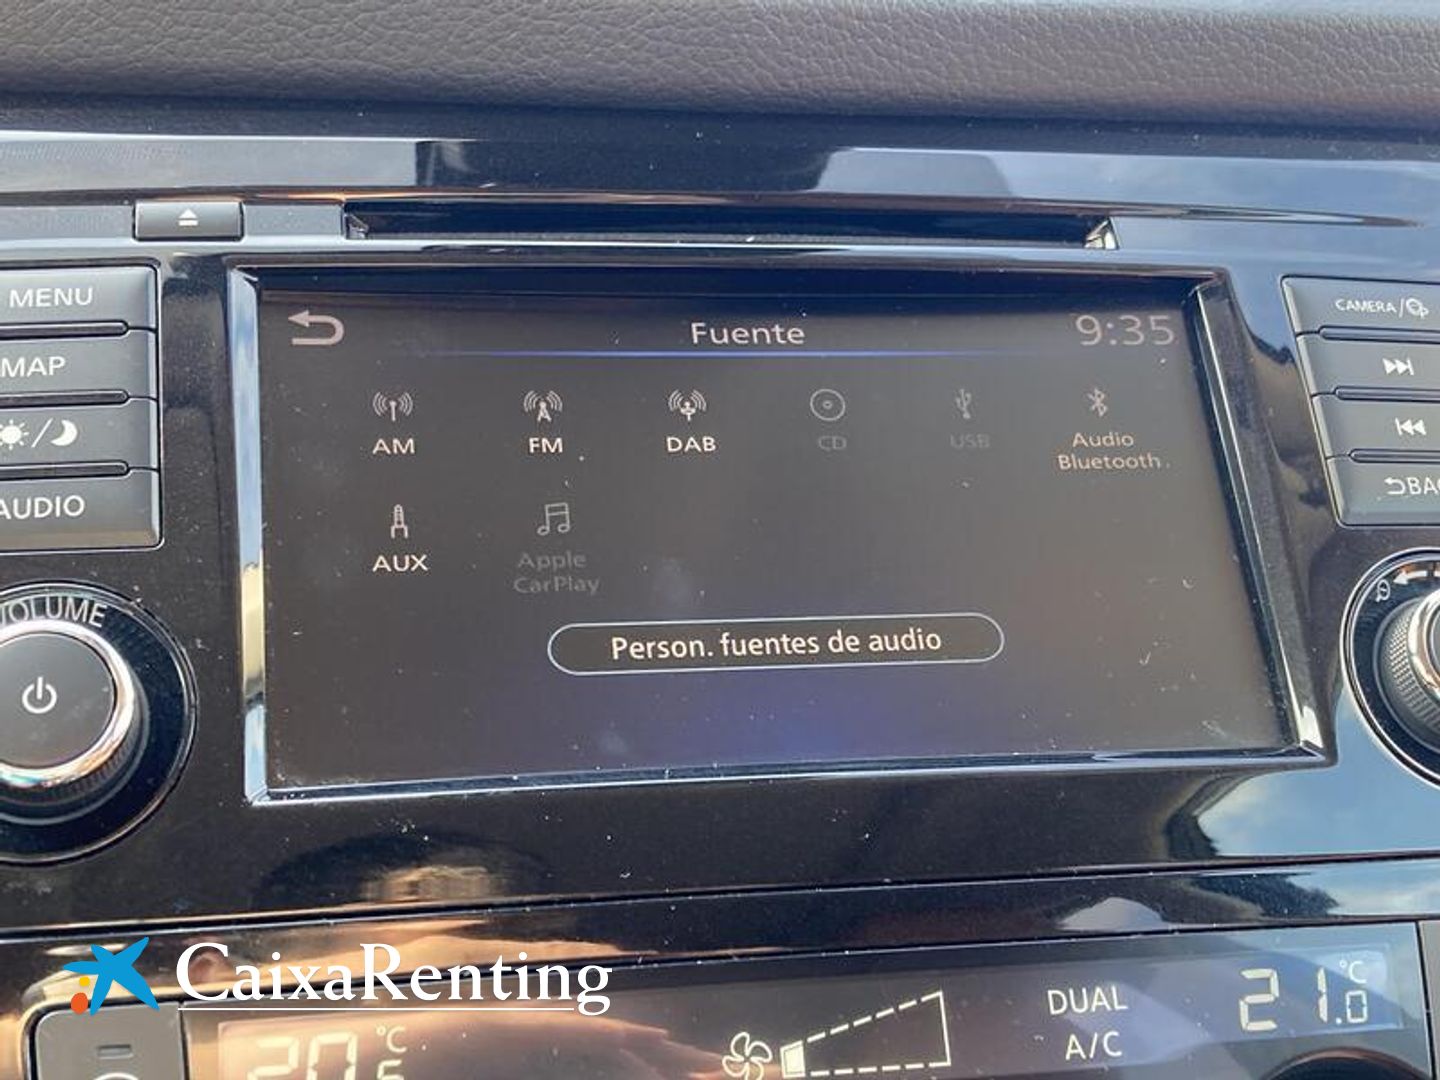 MENU
MAP
AUDIO
VOLUME
Fuente
9:35
AM
FM
DAB
CD
USB
Audio
Bluetooth
AUX
Apple
CarPlay
Person. fuentes de audio
CAMERA/
CaixaRenting
DUAL
A/C
21.0
°C
°C